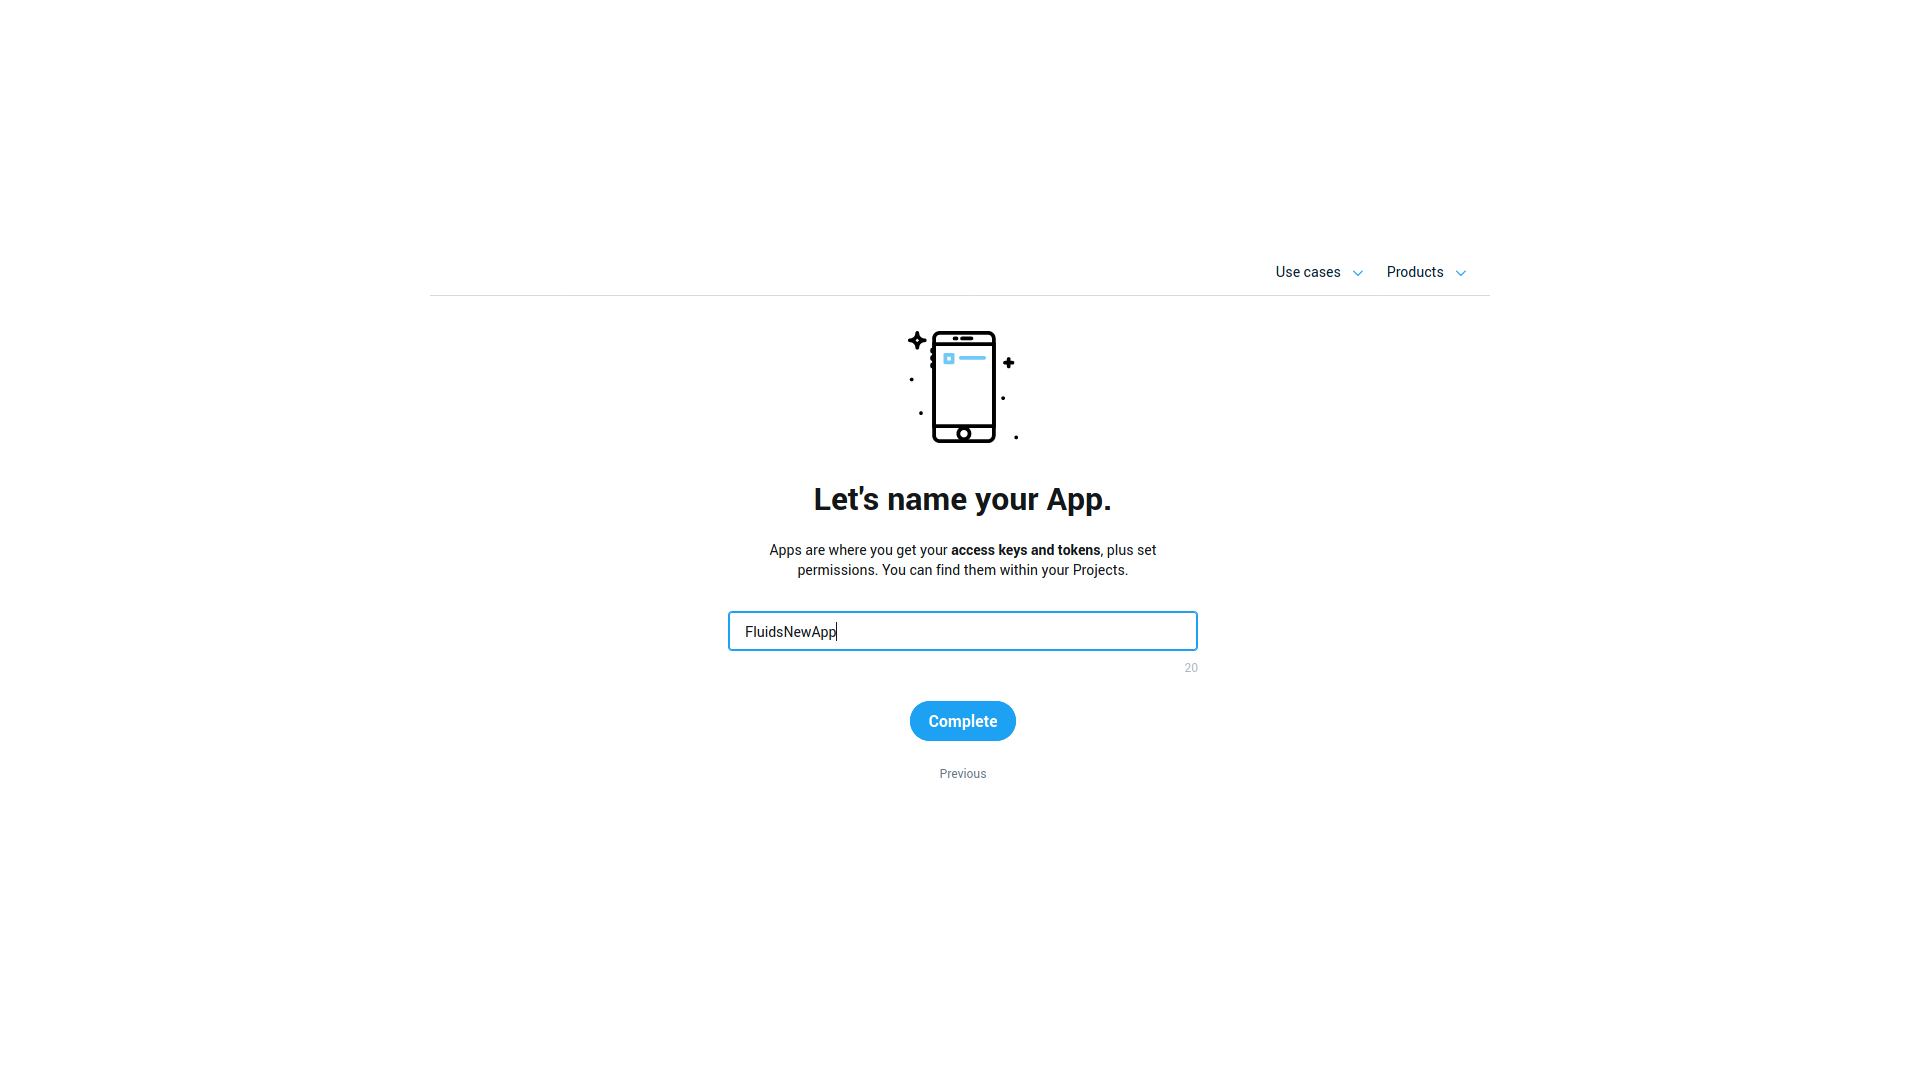 Use cases
Products
Let's name your App.
Apps are where you get your access keys and tokens, plus set
permissions. You can find them within your Projects.
FluidsNewApp
20
Complete
Previous